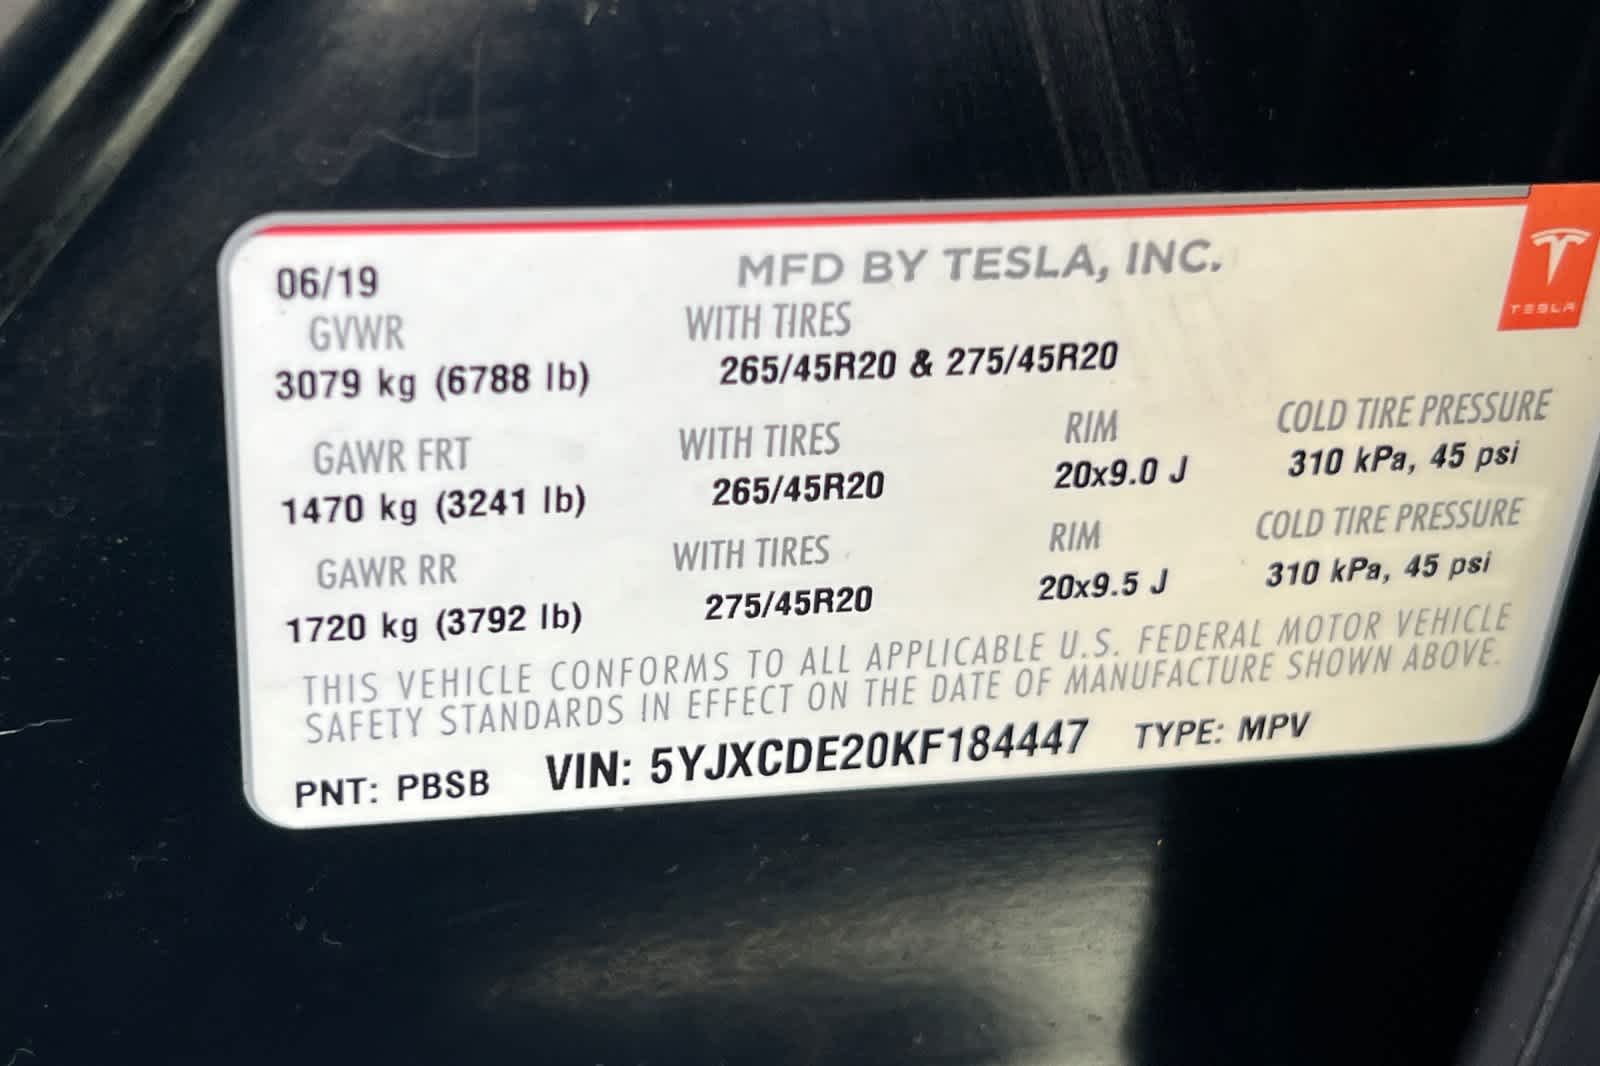 06/19 MFD BY TESLA, INC.
TESLA
GVWR WITH TIRES
3079 kg (6788 lb) 265/45R20 & 275/45R20
GAWR FRT WITH TIRES RIM COLD TIRE PRESSURE
1470 kg (3241 lb) 265/45R20 20x9.0 J 310 kPa, 45 psi
GAWR RR WITH TIRES RIM COLD TIRE PRESSURE
1720 kg (3792 lb) 275/45R20 20x9.5 J 310 kPa, 45 psi
THIS VEHICLE CONFORMS TO ALL APPLICABLE U.S. FEDERAL MOTOR VEHICLE
SAFETY STANDARDS IN EFFECT ON THE DATE OF MANUFACTURE SHOWN ABOVE.
PNT: PBSB VIN: 5YJXCDE20KF184447 TYPE: MPV